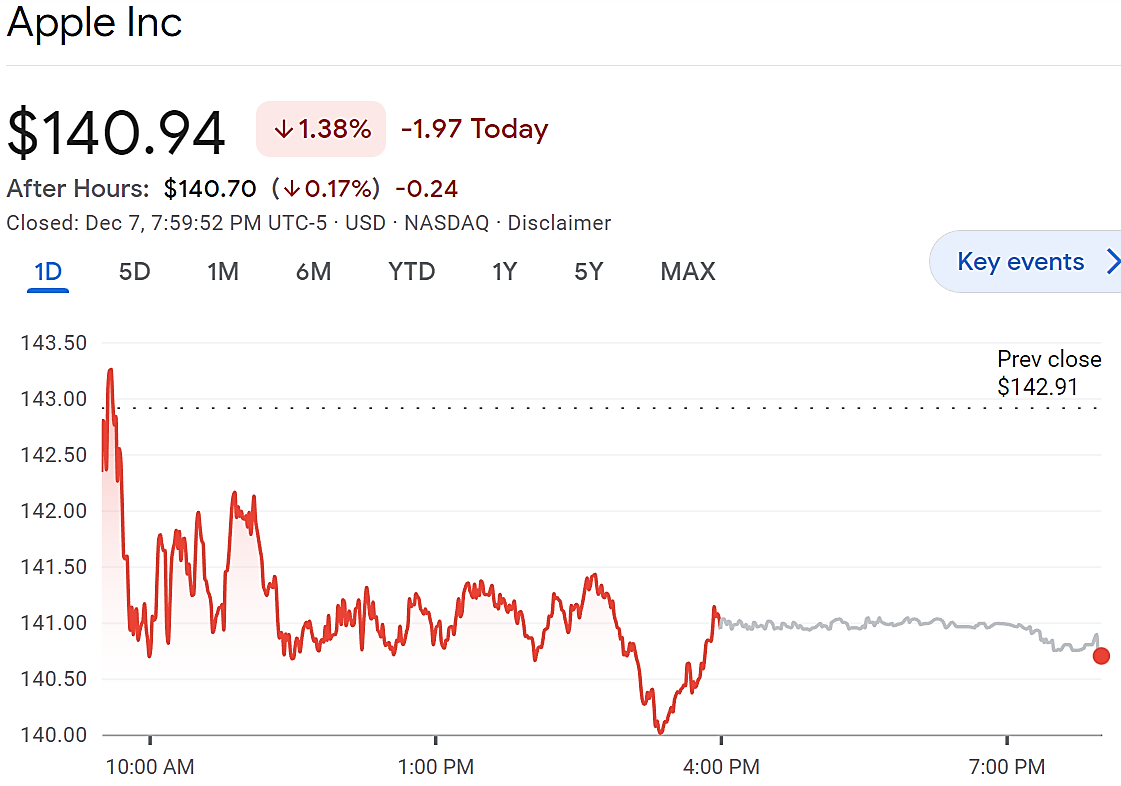 Apple Inc
$140.94 ↓1.38% -1.97 Today
After Hours: $140.70 (↓0.17%) -0.24
Closed: Dec 7, 7:59:52 PM UTC-5 · USD · NASDAQ · Disclaimer
1D 5D 1M 6M YTD 1Y 5Y MAX
Key events
143.50
Prev close
$142.91
143.00
142.50
142.00
141.50
141.00
140.50
140.00
10:00 AM 1:00 PM 4:00 PM 7:00 PM